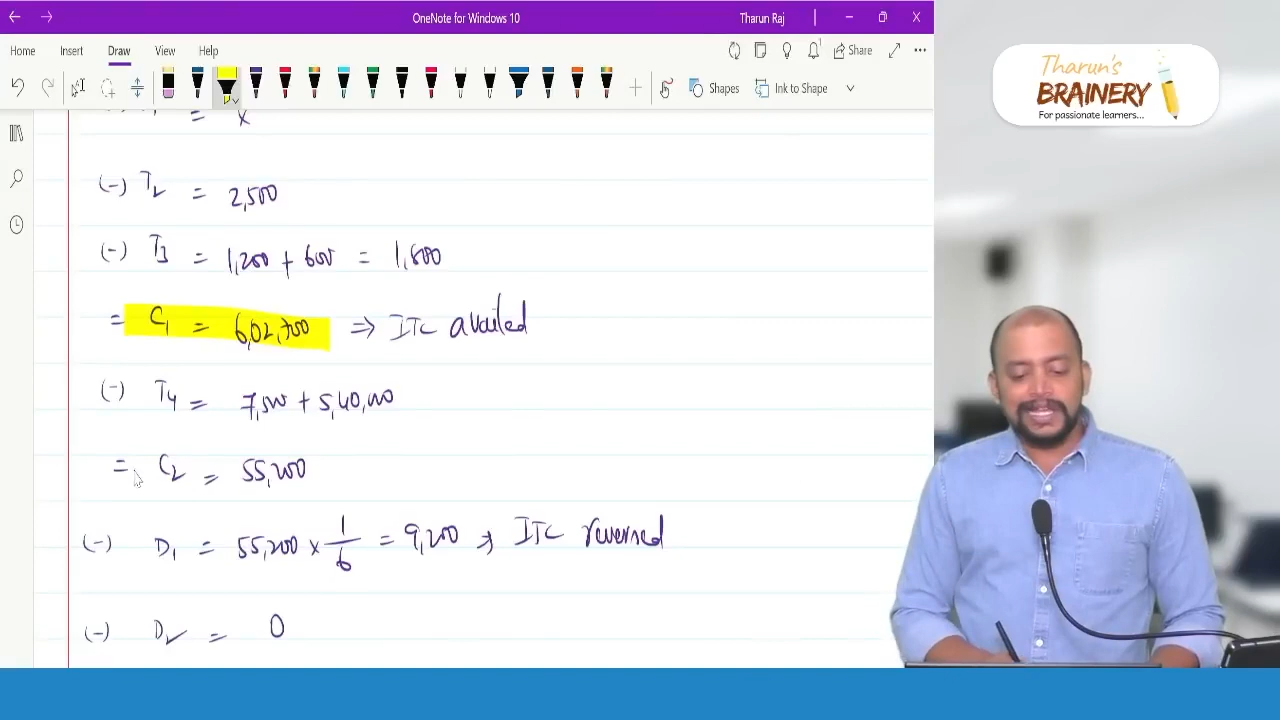 OneNote for Windows 10
Tharun Raj
Home Insert Draw View Help
Share
Shapes Ink to Shape
Tharun's
BRAINERY
For passionate learners...
= x
(-) T2 = 2,500
(-) T3 = 1,200 + 600 = 1,800
= C1 = 6,02,700 ⇒ ITC availed
(-) T4 = 7,500 + 5,40,000
= C2 = 55,200
(-) D1 = 55,200 × 1/6 = 9,200 ⇒ ITC reversed
(-) D2 = 0